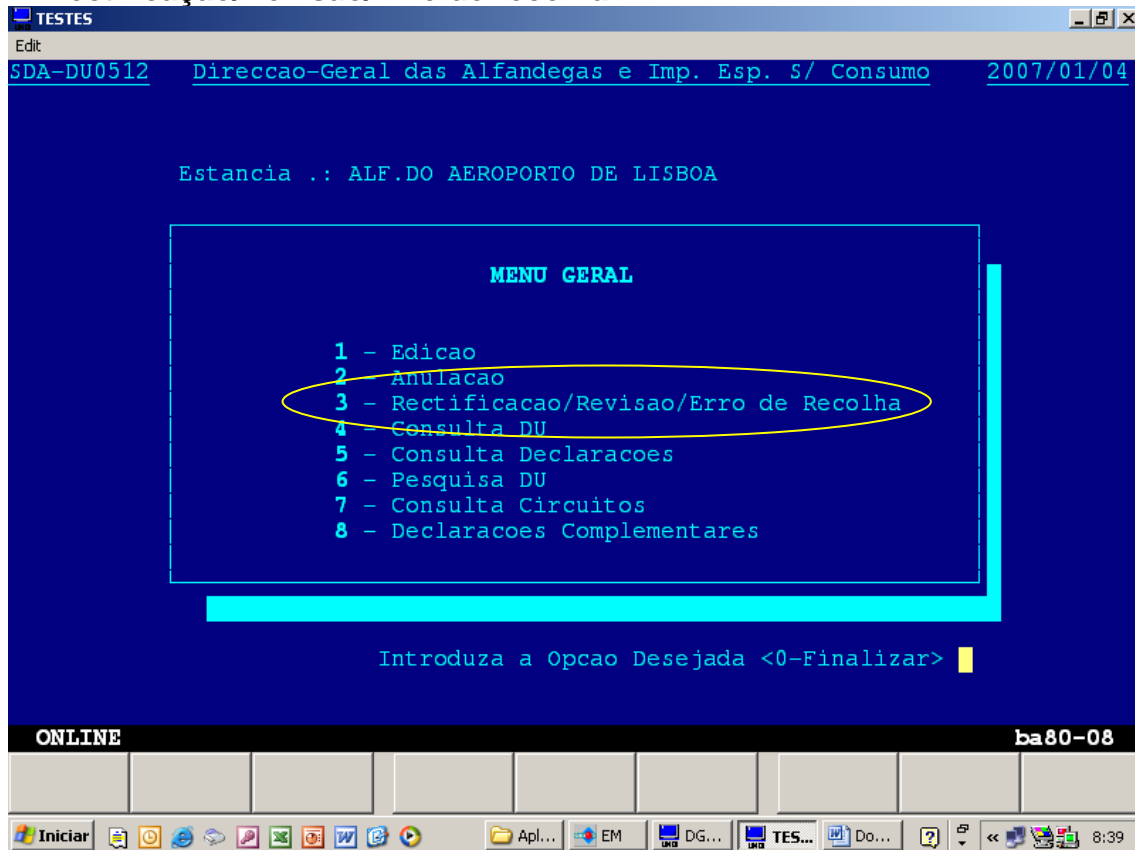 TESTES
Edit
SDA-DU0512 Direccao-Geral das Alfandegas e Imp. Esp. S/ Consumo 2007/01/04
Estancia .: ALF.DO AEROPORTO DE LISBOA
MENU GERAL
1 - Edicao
2 - Anulacao
3 - Rectificacao/Revisao/Erro de Recolha
4 - Consulta DU
5 - Consulta Declaracoes
6 - Pesquisa DU
7 - Consulta Circuitos
8 - Declaracoes Complementares
Introduza a Opcao Desejada <0-Finalizar>
ONLINE ba80-08
Iniciar Apl... EM DG... TES... Do... 8:39